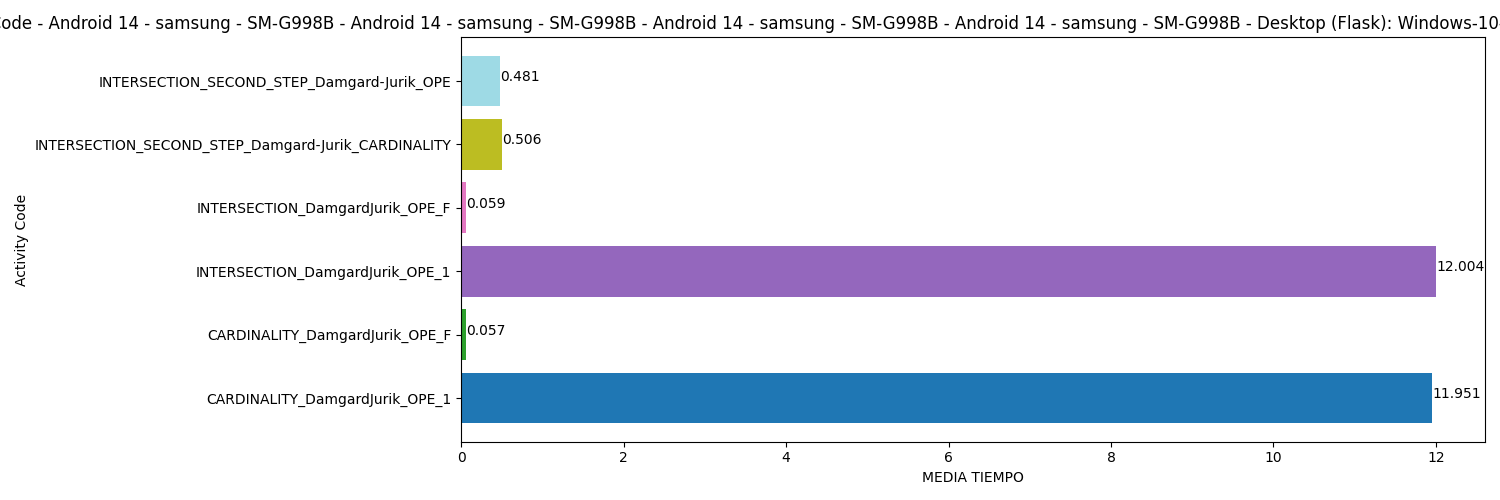 Code - Android 14 - samsung - SM-G998B - Android 14 - samsung - SM-G998B - Android 14 - samsung - SM-G998B - Android 14 - samsung - SM-G998B - Desktop (Flask): Windows-10-
INTERSECTION_SECOND_STEP_Damgard-Jurik_OPE
0.481
INTERSECTION_SECOND_STEP_Damgard-Jurik_CARDINALITY
0.506
INTERSECTION_DamgardJurik_OPE_F
0.059
INTERSECTION_DamgardJurik_OPE_1
12.004
CARDINALITY_DamgardJurik_OPE_F
0.057
CARDINALITY_DamgardJurik_OPE_1
11.951
Activity Code
0 2 4 6 8 10 12
MEDIA TIEMPO